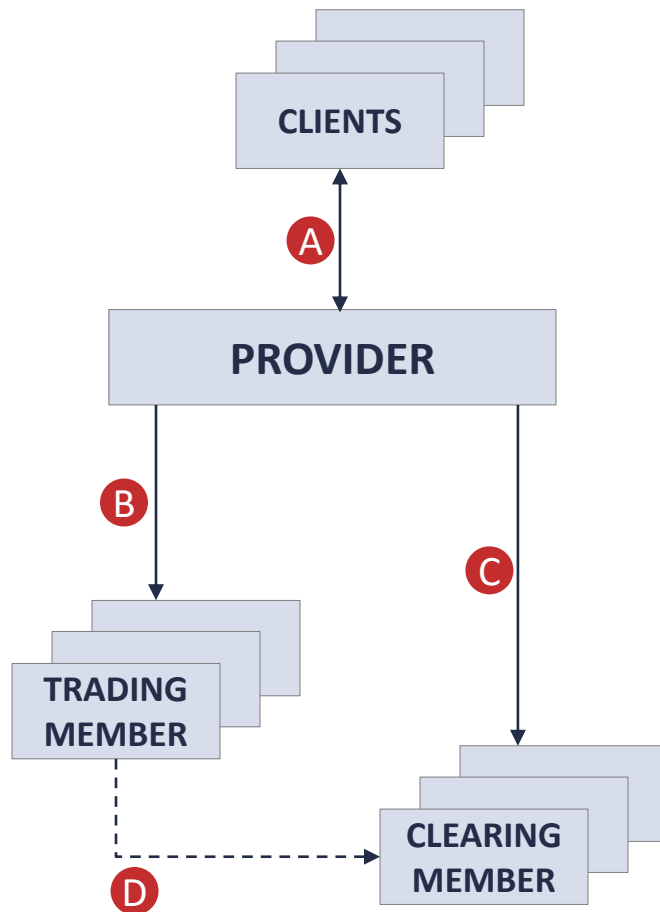 CLIENTS
A
PROVIDER
B
C
TRADING
MEMBER
CLEARING
MEMBER
D